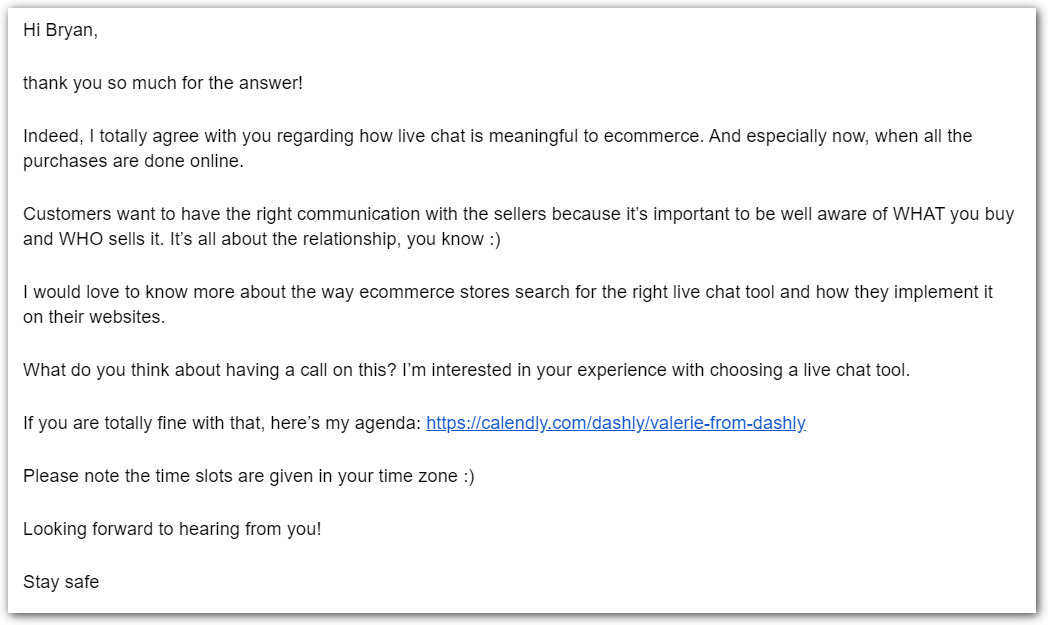 Hi Bryan,
thank you so much for the answer!
Indeed, I totally agree with you regarding how live chat is meaningful to ecommerce. And especially now, when all the
purchases are done online.
Customers want to have the right communication with the sellers because it’s important to be well aware of WHAT you buy
and WHO sells it. It’s all about the relationship, you know :)
I would love to know more about the way ecommerce stores search for the right live chat tool and how they implement it
on their websites.
What do you think about having a call on this? I’m interested in your experience with choosing a live chat tool.
If you are totally fine with that, here’s my agenda: https://calendly.com/dashly/valerie-from-dashly
Please note the time slots are given in your time zone :)
Looking forward to hearing from you!
Stay safe